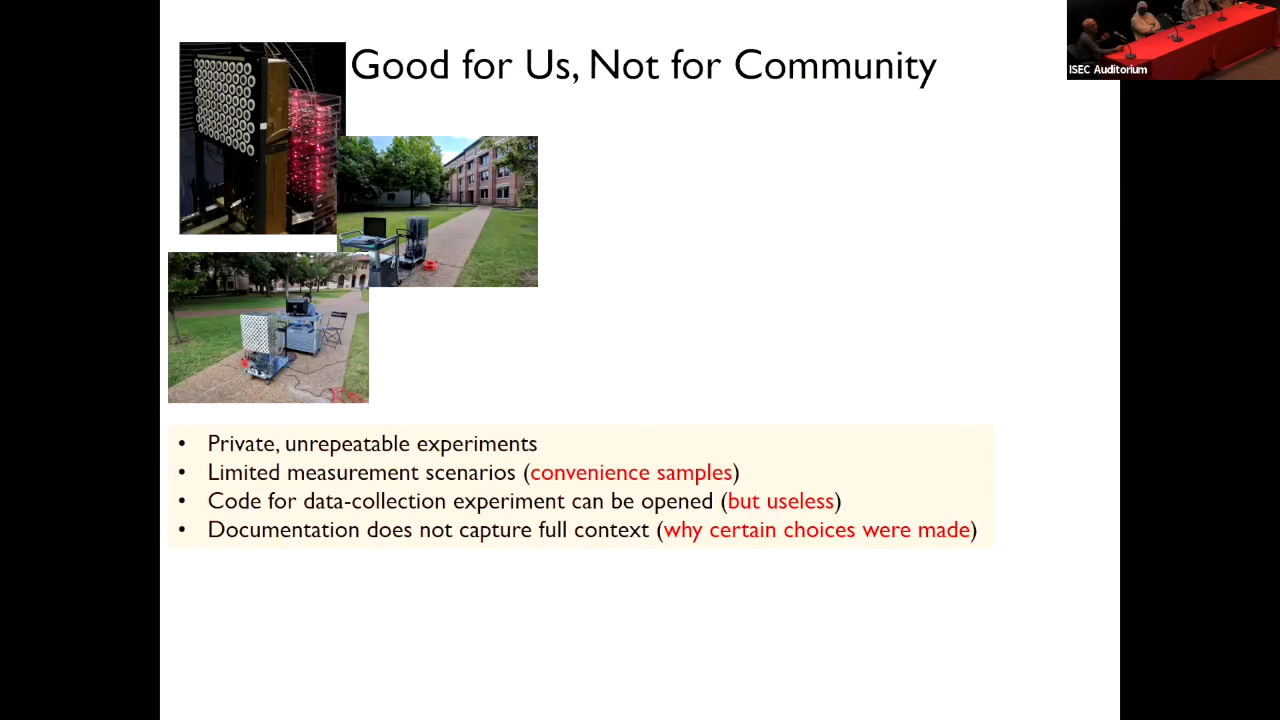 Good for Us, Not for Community
ISEC Auditorium
• Private, unrepeatable experiments
• Limited measurement scenarios (convenience samples)
• Code for data-collection experiment can be opened (but useless)
• Documentation does not capture full context (why certain choices were made)